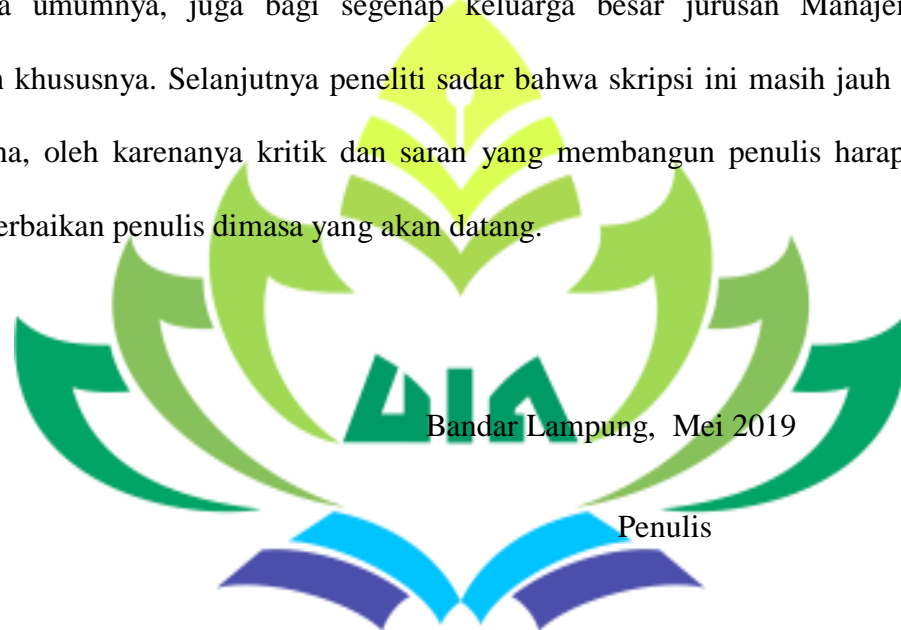 a umumnya, juga bagi segenap keluarga besar jurusan Manajer
khususnya. Selanjutnya peneliti sadar bahwa skripsi ini masih jauh
na, oleh karenanya kritik dan saran yang membangun penulis harap
erbaikan penulis dimasa yang akan datang.
UIN
Bandar Lampung, Mei 2019
Penulis